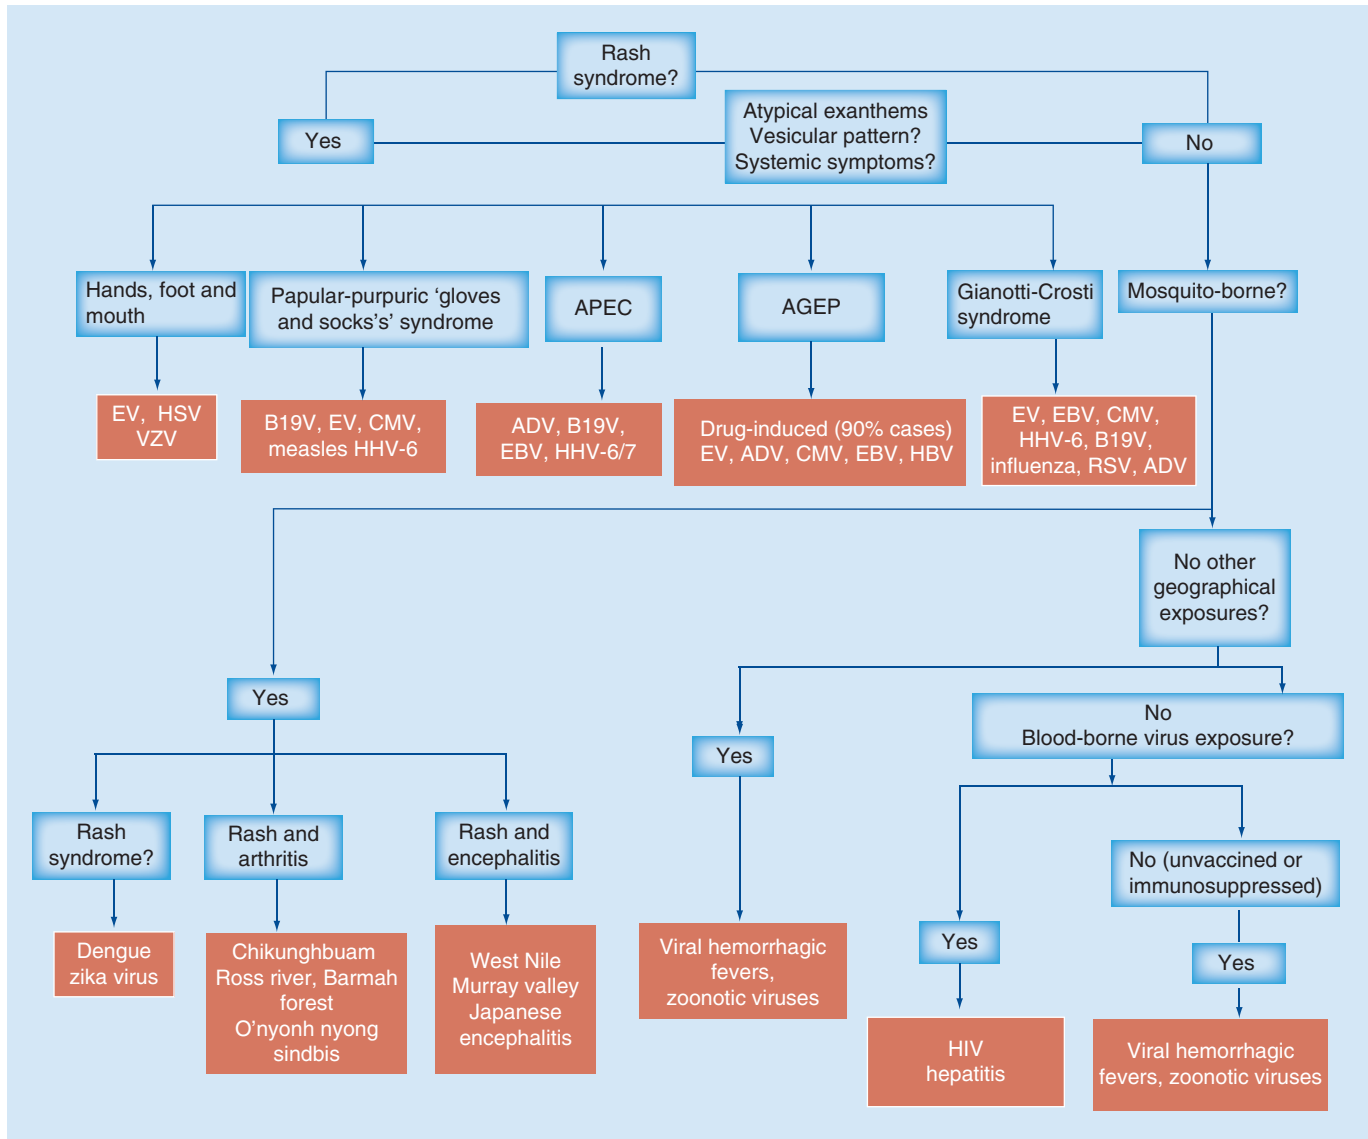 Rash
syndrome?
Yes
Atypical exanthems
Vesicular pattern?
Systemic symptoms?
No
Hands, foot and
mouth
Papular-purpuric ‘gloves
and socks's’ syndrome
APEC
AGEP
Gianotti-Crosti
syndrome
Mosquito-borne?
EV, HSV
VZV
B19V, EV, CMV,
measles HHV-6
ADV, B19V,
EBV, HHV-6/7
Drug-induced (90% cases)
EV, ADV, CMV, EBV, HBV
EV, EBV, CMV,
HHV-6, B19V,
influenza, RSV, ADV
No other
geographical
exposures?
Yes
Yes
No
Blood-borne virus exposure?
Rash
syndrome?
Rash and
arthritis
Rash and
encephalitis
No (unvaccined or
immunosuppressed)
Dengue
zika virus
Chikunghbuam
Ross river, Barmah
forest
O'nyonh nyong
sindbis
West Nile
Murray valley
Japanese
encephalitis
Viral hemorrhagic
fevers,
zoonotic viruses
Yes
Yes
HIV
hepatitis
Viral hemorrhagic
fevers, zoonotic viruses